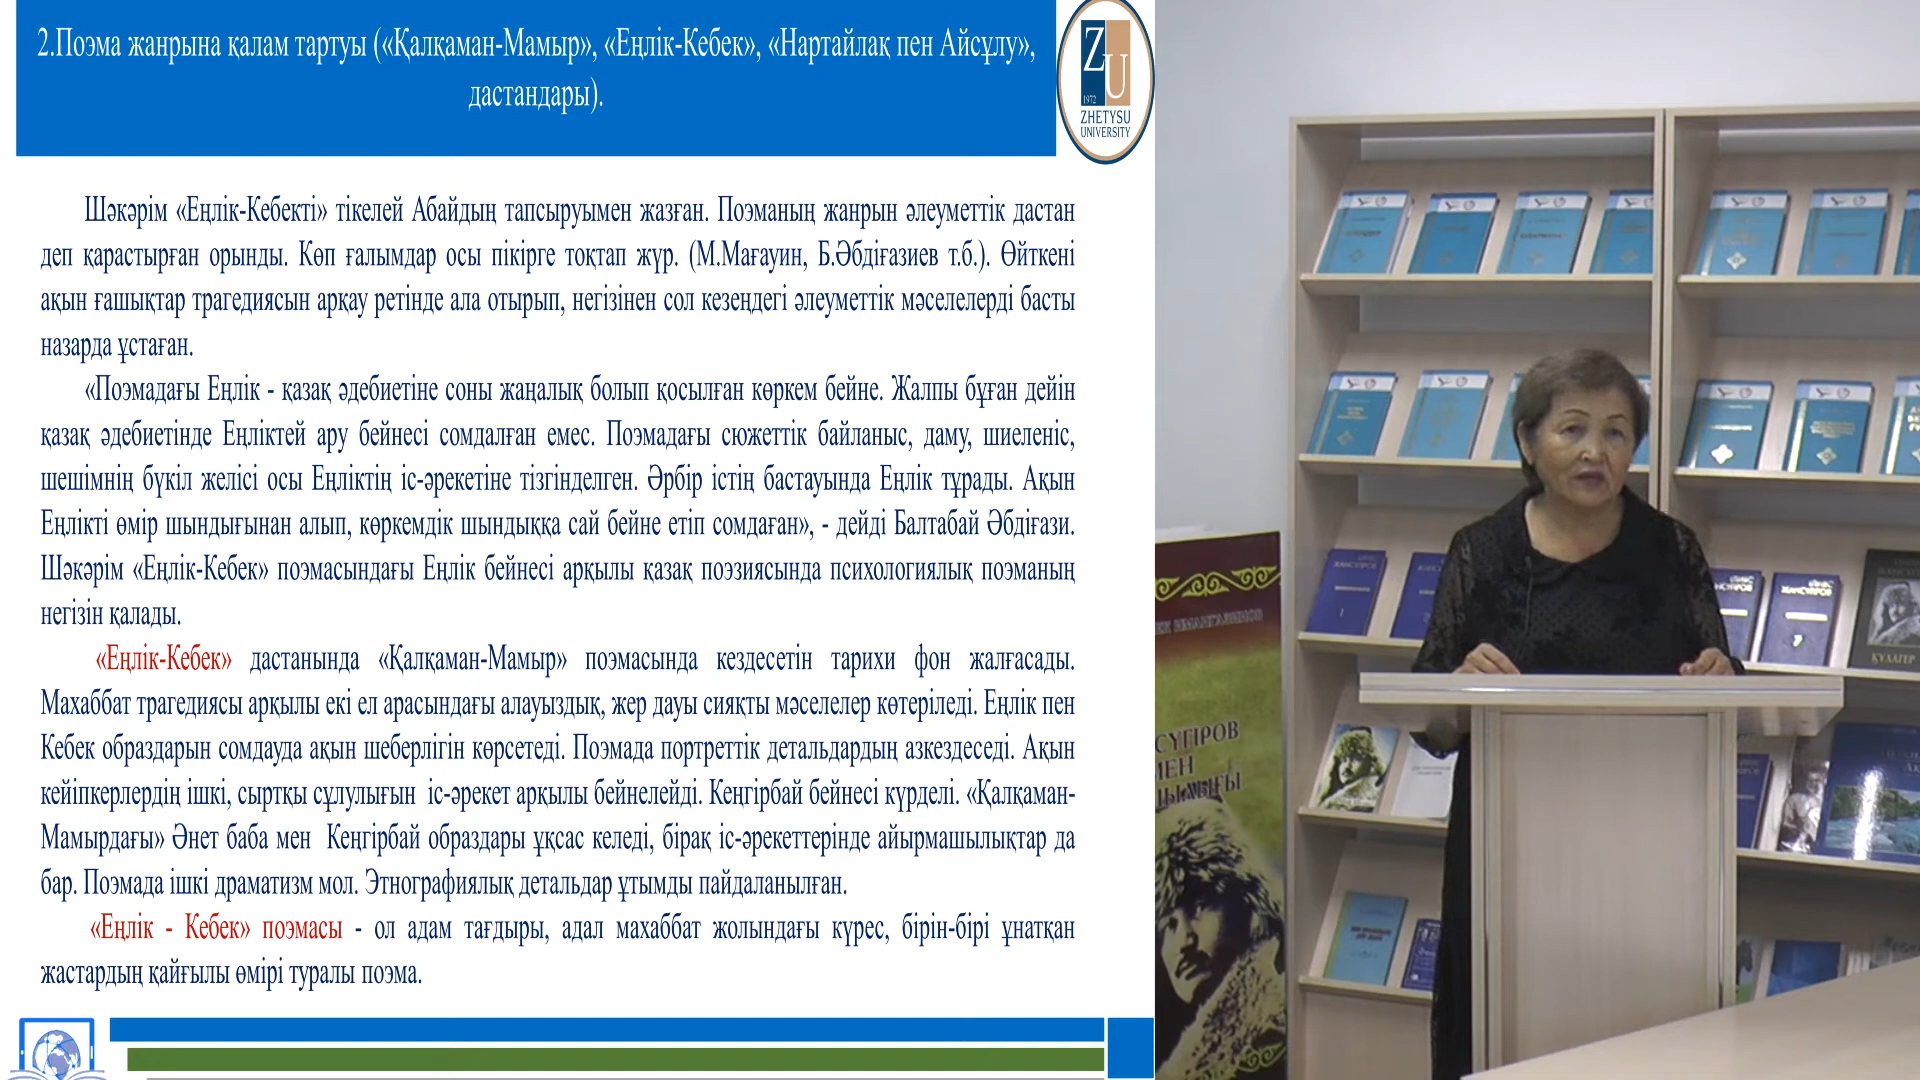 2.Поэма жанрына қалам тартуы («Қалқаман-Мамыр», «Еңлік-Кебек», «Нартайлақ пен Айсұлу»,
дастандары).
ZU
1972
ZHETYSU
UNIVERSITY
Шәкәрім «Еңлік-Кебекті» тікелей Абайдың тапсыруымен жазған. Поэманың жанрын әлеуметтік дастан
деп қарастырған орынды. Көп ғалымдар осы пікірге тоқтап жүр. (М.Мағауин, Б.Әбдіғазиев т.б.). Өйткені
ақын ғашықтар трагедиясын арқау ретінде ала отырып, негізінен сол кезеңдегі әлеуметтік мәселелерді басты
назарда ұстаған.
«Поэмадағы Еңлік - қазақ әдебиетіне соны жаңалық болып қосылған көркем бейне. Жалпы бұған дейін
қазақ әдебиетінде Еңліктей ару бейнесі сомдалған емес. Поэмадағы сюжеттік байланыс, даму, шиеленіс,
шешімнің бүкіл желісі осы Еңліктің іс-әрекетіне тізгінделген. Әрбір істің бастауында Еңлік тұрады. Ақын
Еңлікті өмір шындығынан алып, көркемдік шындыққа сай бейне етіп сомдаған», - дейді Балтабай Әбдіғази.
Шәкәрім «Еңлік-Кебек» поэмасындағы Еңлік бейнесі арқылы қазақ поэзиясында психологиялық поэманың
негізін қалады.
«Еңлік-Кебек» дастанында «Қалқаман-Мамыр» поэмасында кездесетін тарихи фон жалғасады.
Махаббат трагедиясы арқылы екі ел арасындағы алауыздық, жер дауы сияқты мәселелер көтеріледі. Еңлік пен
Кебек образдарын сомдауда ақын шеберлігін көрсетеді. Поэмада портреттік детальдардың азкездеседі. Ақын
кейіпкерлердің ішкі, сыртқы сұлулығын іс-әрекет арқылы бейнелейді. Кеңгірбай бейнесі күрделі. «Қалқаман-
Мамырдағы» Әнет баба мен Кеңгірбай образдары ұқсас келеді, бірақ іс-әрекеттерінде айырмашылықтар да
бар. Поэмада ішкі драматизм мол. Этнографиялық детальдар ұтымды пайдаланылған.
«Еңлік - Кебек» поэмасы - ол адам тағдыры, адал махаббат жолындағы күрес, бірін-бірі ұнатқан
жастардың қайғылы өмірі туралы поэма.
ҚҰЛАГЕР